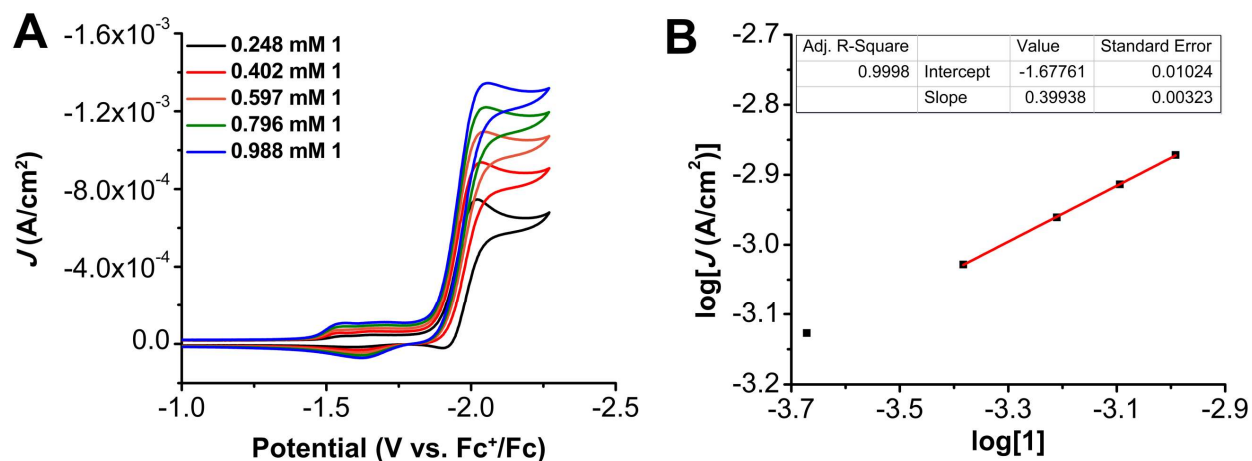 A
-1.6x10⁻³
-1.2x10⁻³
-8.0x10⁻⁴
-4.0x10⁻⁴
0.0
J (A/cm²)
0.248 mM 1
0.402 mM 1
0.597 mM 1
0.796 mM 1
0.988 mM 1
-1.0 -1.5 -2.0 -2.5
Potential (V vs. Fc⁺/Fc)
B
-2.7
-2.8
-2.9
-3.0
-3.1
-3.2
log[J (A/cm²)]
Adj. R-Square Value Standard Error
0.9998 Intercept -1.67761 0.01024
Slope 0.39938 0.00323
-3.7 -3.5 -3.3 -3.1 -2.9
log[1]